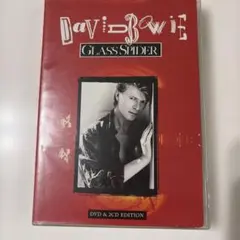 DaViD BoWiE
GLASS SPIDER
DVD & 2CD EDITION